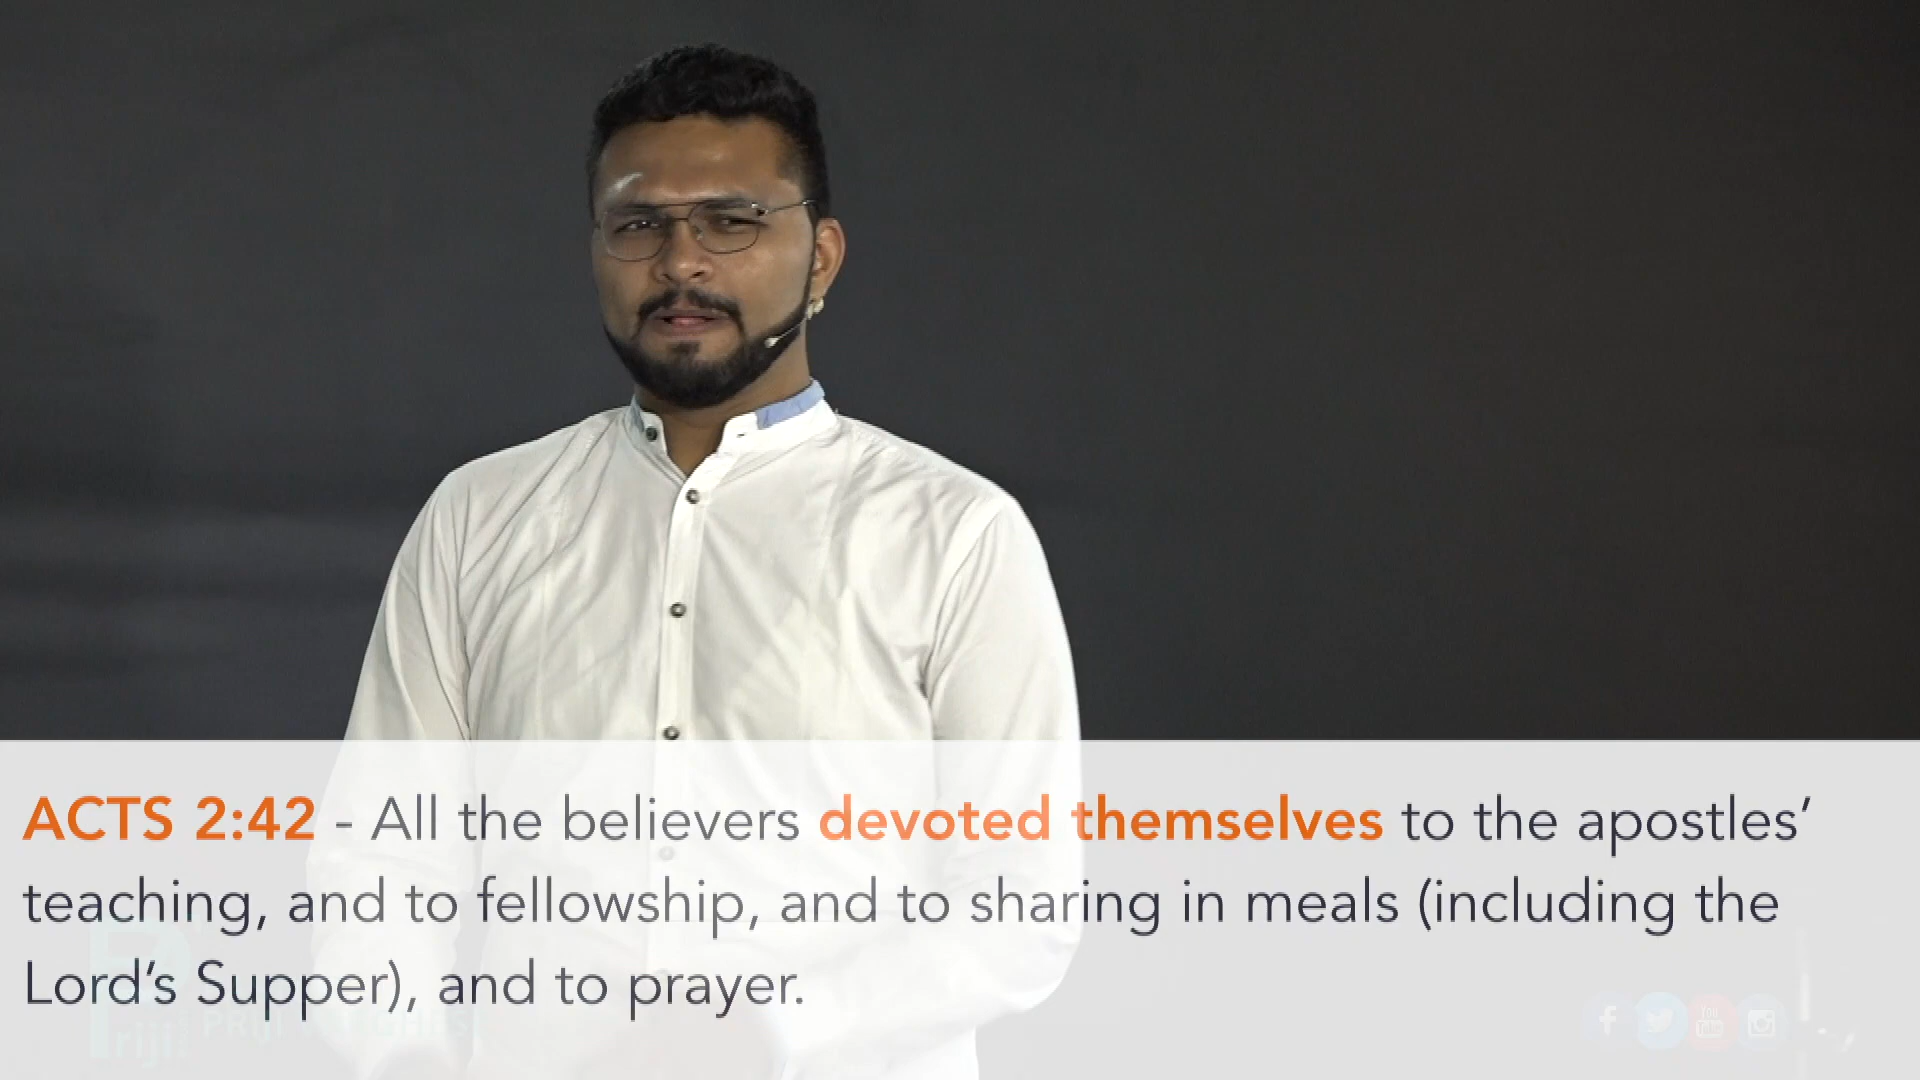 ACTS 2:42 - All the believers devoted themselves to the apostles’
teaching, and to fellowship, and to sharing in meals (including the
Lord’s Supper), and to prayer.